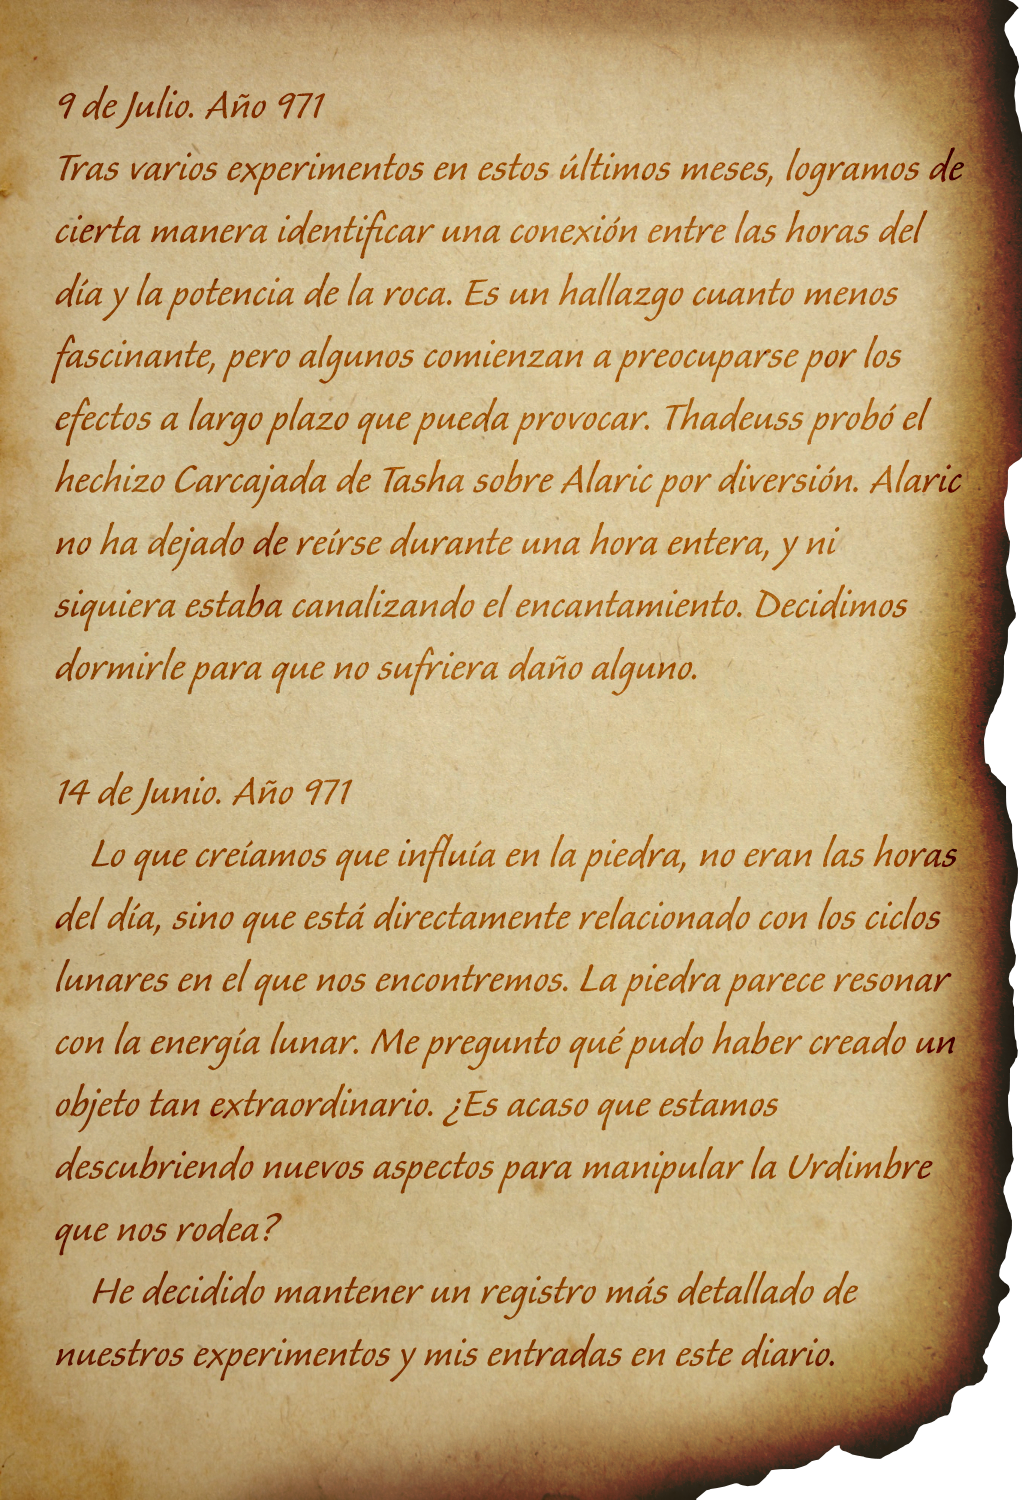 9 de Julio. Año 971
Tras varios experimentos en estos últimos meses, logramos de
cierta manera identificar una conexión entre las horas del
día y la potencia de la roca. Es un hallazgo cuanto menos
fascinante, pero algunos comienzan a preocuparse por los
efectos a largo plazo que pueda provocar. Thadeuss probó el
hechizo Carcajada de Tasha sobre Alaric por diversión. Alaric
no ha dejado de reírse durante una hora entera, y ni
siquiera estaba canalizando el encantamiento. Decidimos
dormirle para que no sufriera daño alguno.
14 de Junio. Año 971
Lo que creíamos que influía en la piedra, no eran las horas
del día, sino que está directamente relacionado con los ciclos
lunares en el que nos encontremos. La piedra parece resonar
con la energía lunar. Me pregunto qué pudo haber creado un
objeto tan extraordinario. ¿Es acaso que estamos
descubriendo nuevos aspectos para manipular la Urdimbre
que nos rodea?
He decidido mantener un registro más detallado de
nuestros experimentos y mis entradas en este diario.